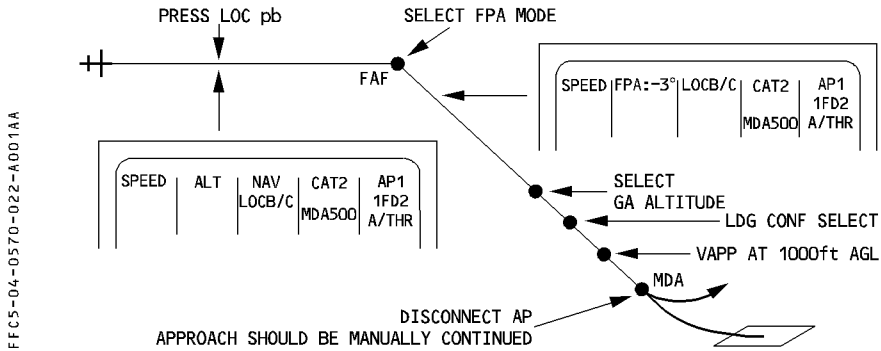 PRESS LOC pb
SELECT FPA MODE
FAF
SPEED FPA:-3° LOCB/C CAT2 AP1
1FD2
MDA500 A/THR
SPEED ALT NAV CAT2 AP1
LOCB/C 1FD2
MDA500 A/THR
SELECT
GA ALTITUDE
LDG CONF SELECT
VAPP AT 1000ft AGL
MDA
DISCONNECT AP
APPROACH SHOULD BE MANUALLY CONTINUED
FFC5-04-0570-022-A001AA